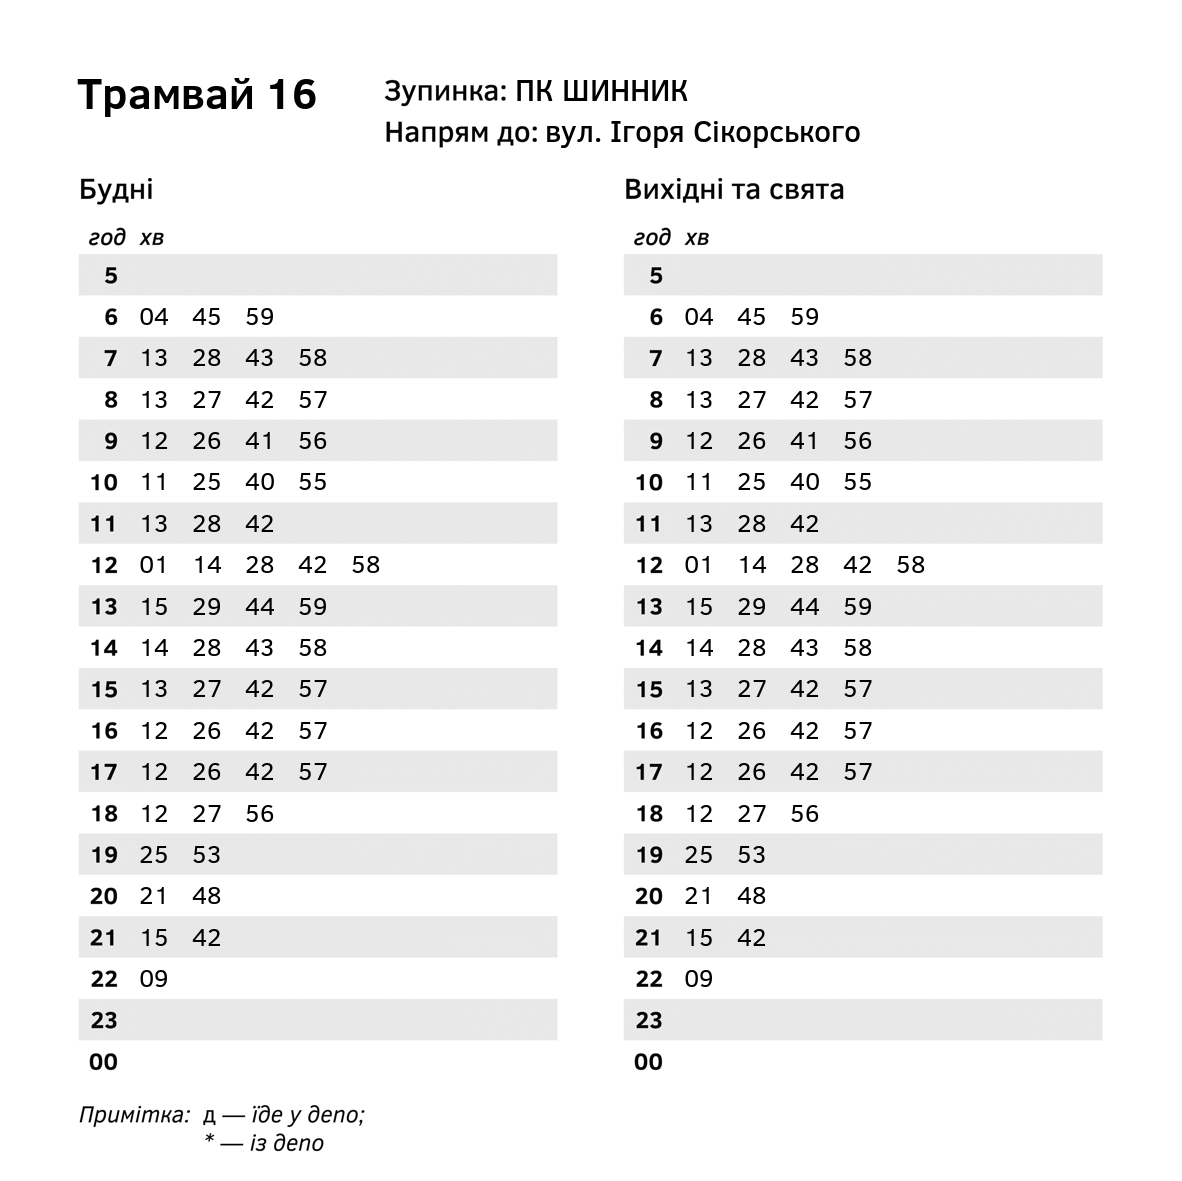 Трамвай 16
Зупинка: ПК ШИННИК
Напрям до: вул. Ігоря Сікорського
Будні
год хв
5
6 04 45 59
7 13 28 43 58
8 13 27 42 57
9 12 26 41 56
10 11 25 40 55
11 13 28 42
12 01 14 28 42 58
13 15 29 44 59
14 14 28 43 58
15 13 27 42 57
16 12 26 42 57
17 12 26 42 57
18 12 27 56
19 25 53
20 21 48
21 15 42
22 09
23
00
Вихідні та свята
год хв
5
6 04 45 59
7 13 28 43 58
8 13 27 42 57
9 12 26 41 56
10 11 25 40 55
11 13 28 42
12 01 14 28 42 58
13 15 29 44 59
14 14 28 43 58
15 13 27 42 57
16 12 26 42 57
17 12 26 42 57
18 12 27 56
19 25 53
20 21 48
21 15 42
22 09
23
00
Примітка: д — їде у депо;
* — із депо